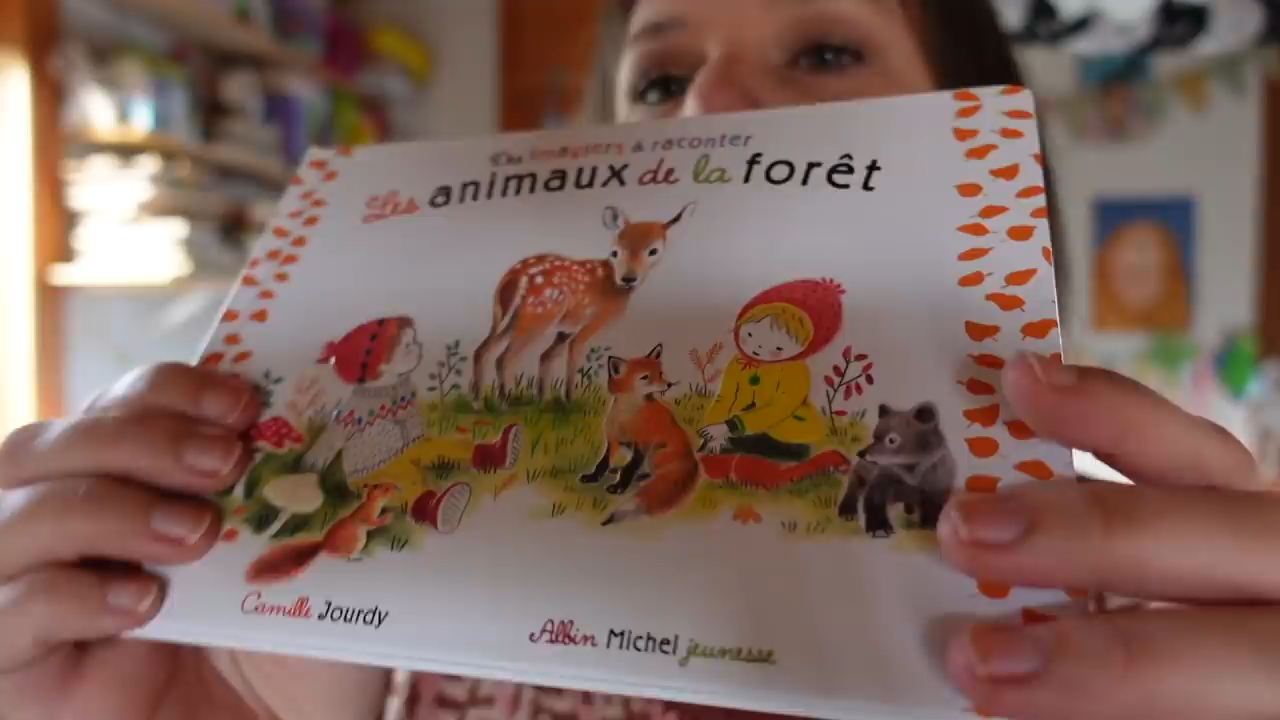 Des imagiers à raconter
Les animaux de la forêt
Camille Jourdy
Albin Michel jeunesse